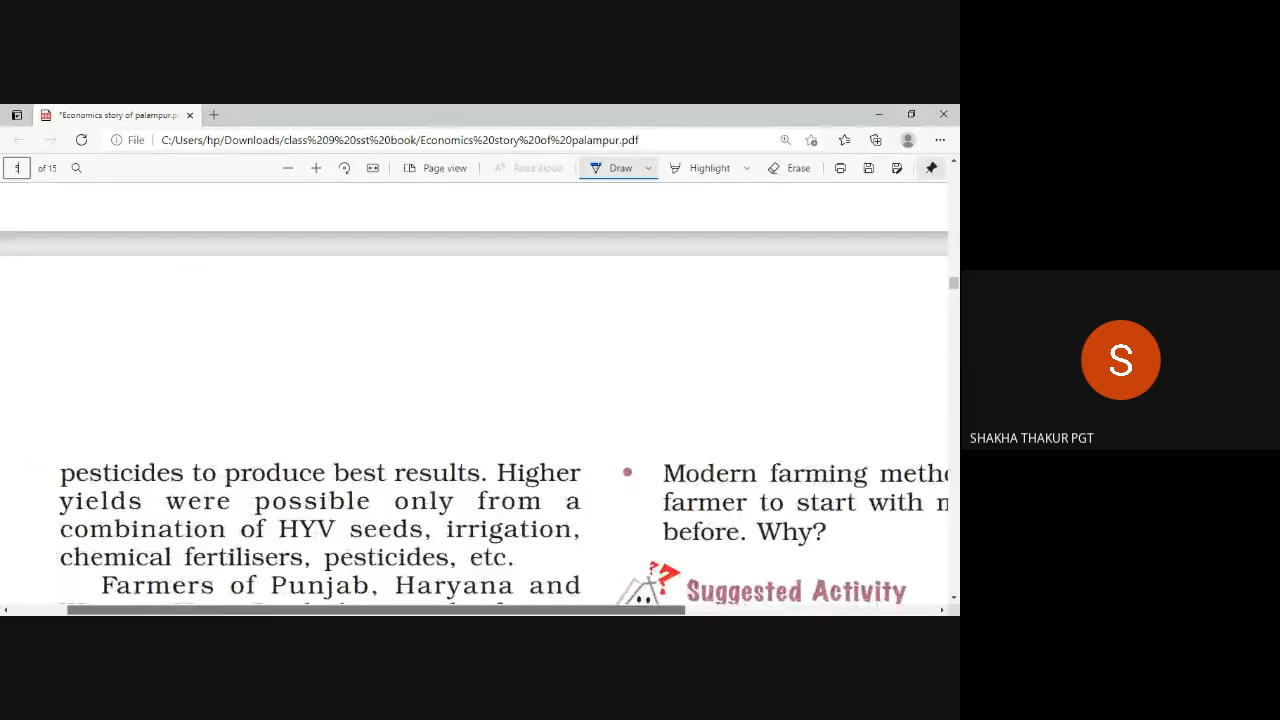 *Economics story of palampur.p
File
C:/Users/hp/Downloads/class%209%20sst%20book/Economics%20story%20of%20palampur.pdf
of 15
Page view
Read aloud
Draw
Highlight
Erase
pesticides to produce best results. Higher
yields were possible only from a
combination of HYV seeds, irrigation,
chemical fertilisers, pesticides, etc.
Farmers of Punjab, Haryana and
Modern farming metho
farmer to start with m
before. Why?
Suggested Activity
S
SHAKHA THAKUR PGT